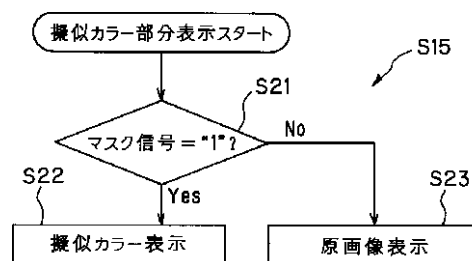 擬似カラー部分表示スタート
S15
S21
マスク信号="1"?
No
Yes
S22
擬似カラー表示
S23
原画像表示